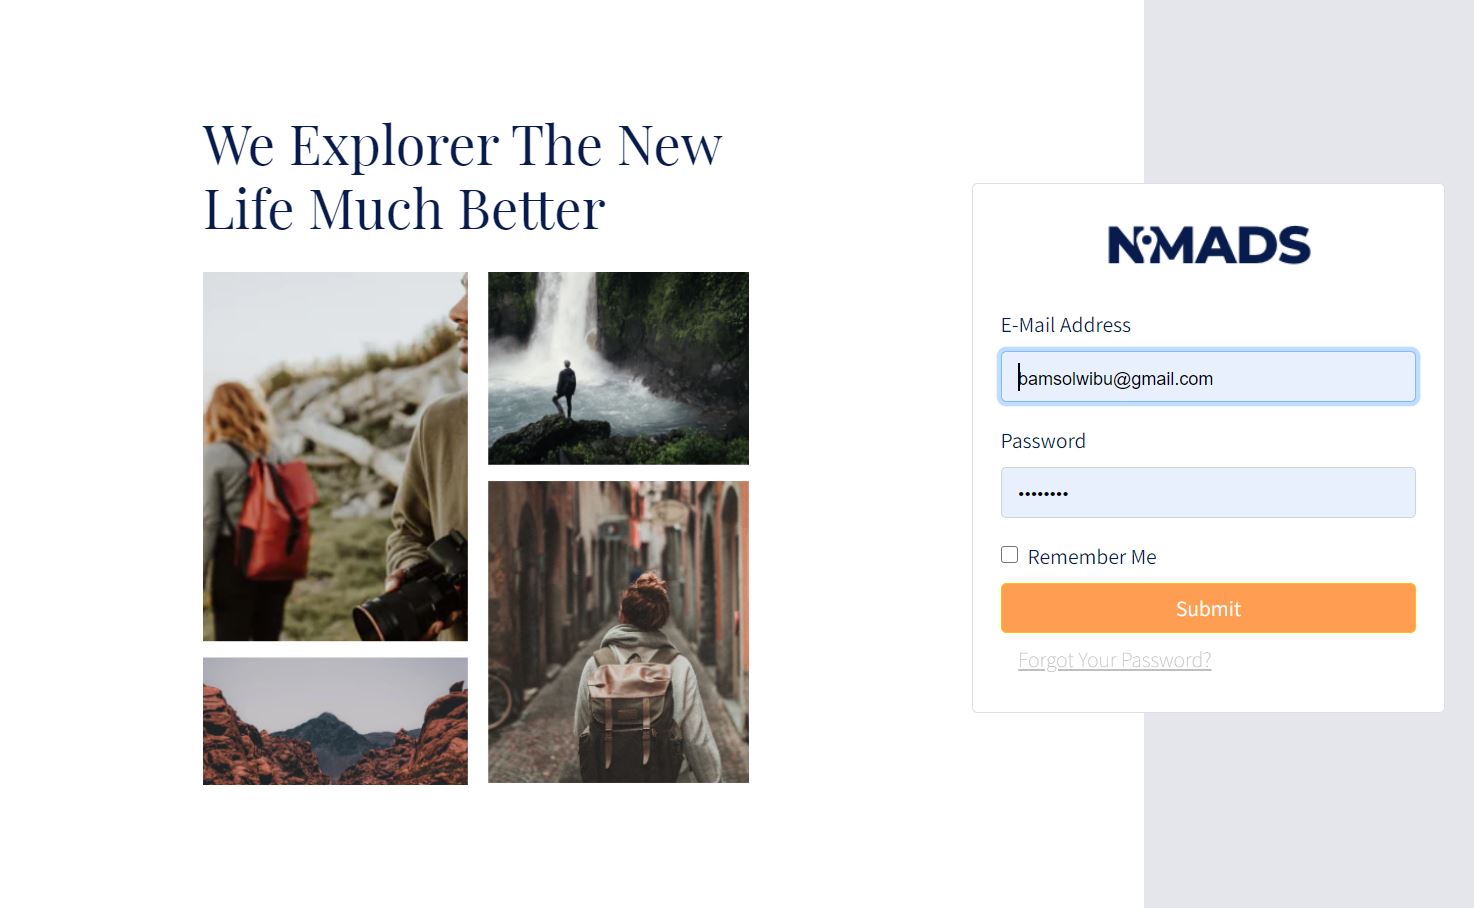 We Explorer The New
Life Much Better
NOMADS
E-Mail Address
bamsolwibu@gmail.com
Password
••••••••
Remember Me
Submit
Forgot Your Password?